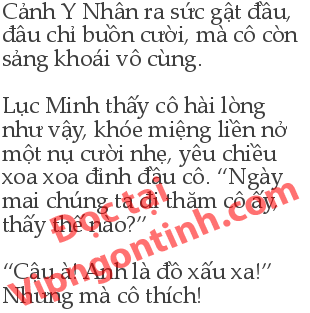 Cảnh Y Nhân ra sức gật đầu,
đâu chỉ buồn cười, mà cô còn
sảng khoái vô cùng.
Lục Minh thấy cô hài lòng
như vậy, khóe miệng liền nở
một nụ cười nhẹ, yêu chiều
xoa xoa đỉnh đầu cô. “Ngày
mai chúng ta đi thăm cô ấy,
thấy thế nào?”
“Cậu à! Anh là đồ xấu xa!”
Nhưng mà cô thích!
Đọc tại
Vipngontinh.com